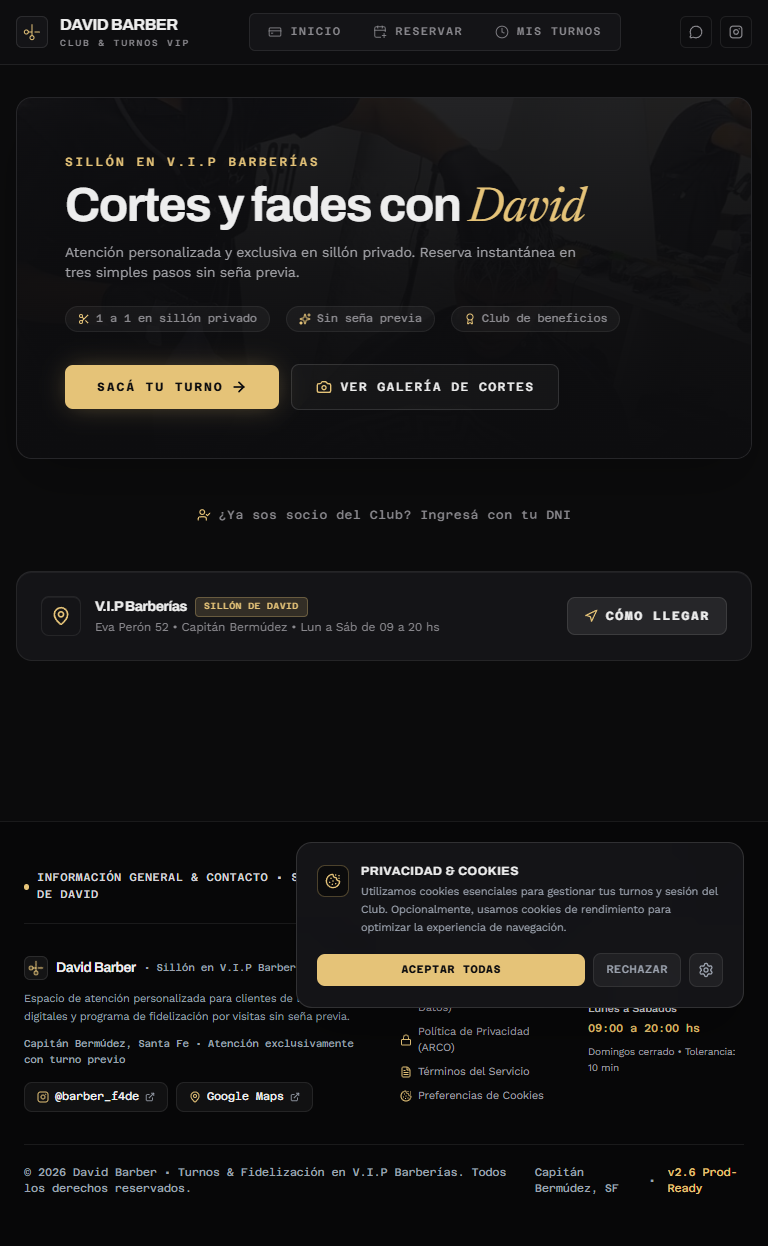 DAVID BARBER
CLUB & TURNOS VIP
INICIO
RESERVAR
MIS TURNOS
SILLÓN EN V.I.P BARBERÍAS
Cortes y fades con David
Atención personalizada y exclusiva en sillón privado. Reserva instantánea en
tres simples pasos sin seña previa.
1 a 1 en sillón privado
Sin seña previa
Club de beneficios
SACÁ TU TURNO
VER GALERÍA DE CORTES
¿Ya sos socio del Club? Ingresá con tu DNI
V.I.P Barberías
SILLÓN DE DAVID
Eva Perón 52 • Capitán Bermúdez • Lun a Sáb de 09 a 20 hs
CÓMO LLEGAR
INFORMACIÓN GENERAL & CONTACTO •
DE DAVID
PRIVACIDAD & COOKIES
Utilizamos cookies esenciales para gestionar tus turnos y sesión del
Club. Opcionalmente, usamos cookies de rendimiento para
optimizar la experiencia de navegación.
ACEPTAR TODAS
RECHAZAR
David Barber
• Sillón en V.I.P Barber
Espacio de atención personalizada para clientes de
digitales y programa de fidelización por visitas sin seña previa.
Capitán Bermúdez, Santa Fe • Atención exclusivamente
con turno previo
@barber_f4de
Google Maps
Datos)
Política de Privacidad
(ARCO)
Términos del Servicio
Preferencias de Cookies
Lunes a Sábados
09:00 a 20:00 hs
Domingos cerrado • Tolerancia:
10 min
© 2026 David Barber • Turnos & Fidelización en V.I.P Barberías. Todos
los derechos reservados.
Capitán
Bermúdez, SF
•
v2.6 Prod-
Ready